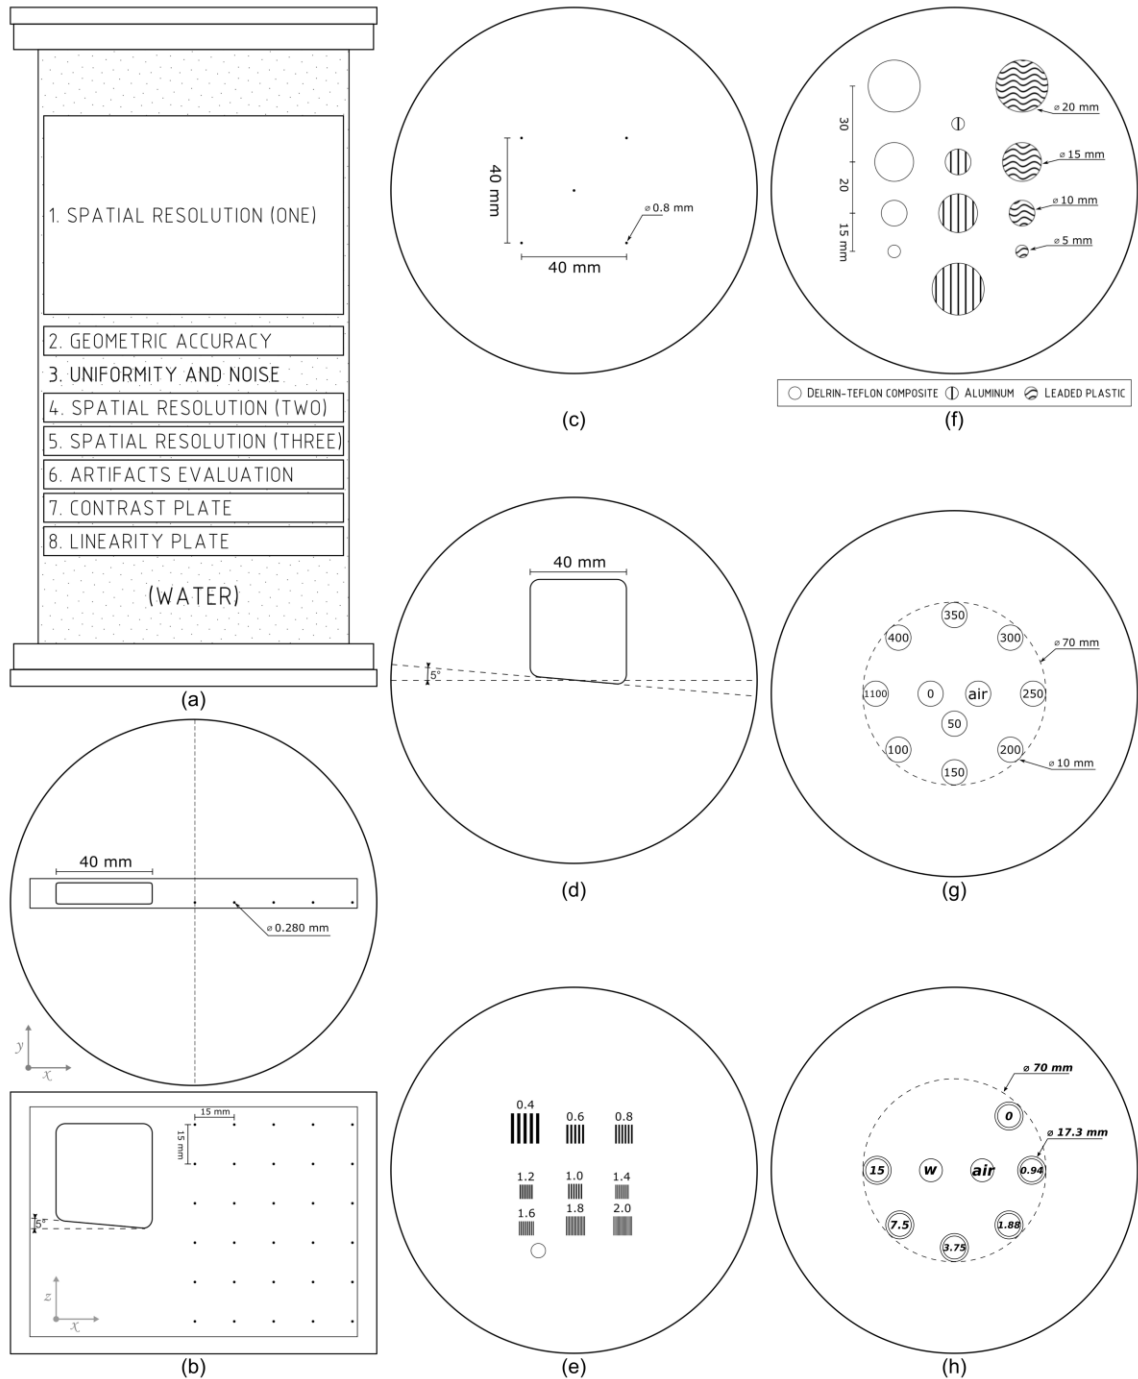 1. SPATIAL RESOLUTION (ONE)
2. GEOMETRIC ACCURACY
3. UNIFORMITY AND NOISE
4. SPATIAL RESOLUTION (TWO)
5. SPATIAL RESOLUTION (THREE)
6. ARTIFACTS EVALUATION
7. CONTRAST PLATE
8. LINEARITY PLATE
(WATER)
(a)
40 mm
⌀ 0.280 mm
y
x
15 mm
15 mm
5°
z
x
(b)
40 mm
⌀ 0.8 mm
40 mm
(c)
40 mm
5°
(d)
0.4
0.6
0.8
1.2
1.0
1.4
1.6
1.8
2.0
(e)
30
20
15 mm
⌀ 20 mm
⌀ 15 mm
⌀ 10 mm
⌀ 5 mm
DELRIN-TEFLON COMPOSITE ALUMINUM LEADED PLASTIC
(f)
350
400
300
⌀ 70 mm
1100
0
air
250
50
100
200
150
⌀ 10 mm
(g)
⌀ 70 mm
0
⌀ 17.3 mm
15
w
air
0.94
7.5
1.88
3.75
(h)